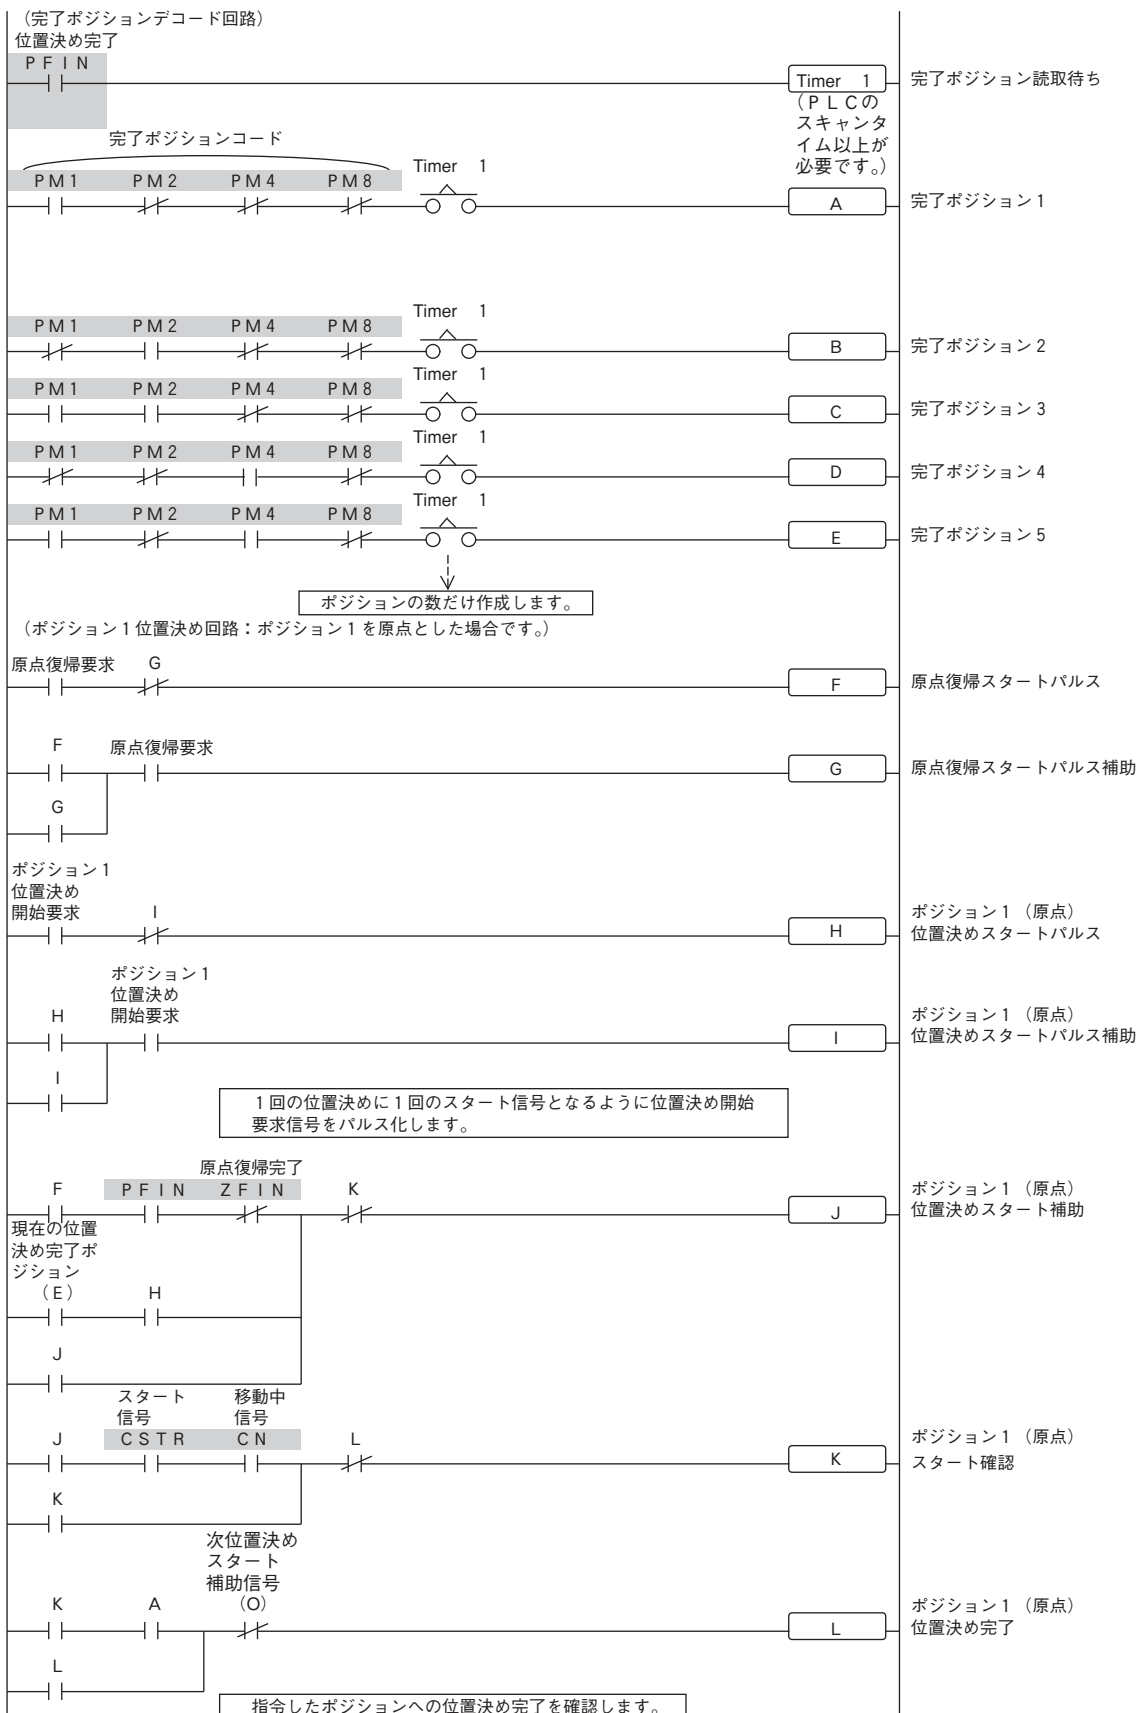 （完了ポジションデコード回路）
位置決め完了
ＰＦＩＮ
Timer 1
完了ポジション読取待ち
（ＰＬＣの
スキャンタ
イム以上が
必要です。）
完了ポジションコード
Timer 1
ＰＭ１ ＰＭ２ ＰＭ４ ＰＭ８
A
完了ポジション１
Timer 1
ＰＭ１ ＰＭ２ ＰＭ４ ＰＭ８
B
完了ポジション２
Timer 1
ＰＭ１ ＰＭ２ ＰＭ４ ＰＭ８
C
完了ポジション３
Timer 1
ＰＭ１ ＰＭ２ ＰＭ４ ＰＭ８
D
完了ポジション４
Timer 1
ＰＭ１ ＰＭ２ ＰＭ４ ＰＭ８
E
完了ポジション５
ポジションの数だけ作成します。
（ポジション１位置決め回路：ポジション１を原点とした場合です。）
原点復帰要求 G
F
原点復帰スタートパルス
F 原点復帰要求
G
原点復帰スタートパルス補助
G
ポジション１
位置決め
開始要求 I
H
ポジション１（原点）
位置決めスタートパルス
ポジション１
位置決め
H 開始要求
I
ポジション１（原点）
位置決めスタートパルス補助
I
１回の位置決めに１回のスタート信号となるように位置決め開始
要求信号をパルス化します。
原点復帰完了
F ＰＦＩＮ ＺＦＩＮ K
J
ポジション１（原点）
位置決めスタート補助
現在の位置
決め完了ポ
ジション
（E） H
J
スタート 移動中
信号 信号
J ＣＳＴＲ ＣＮ L
K
ポジション１（原点）
スタート確認
K
次位置決め
スタート
補助信号
K A （O）
L
ポジション１（原点）
位置決め完了
L
指令したポジションへの位置決め完了を確認します。